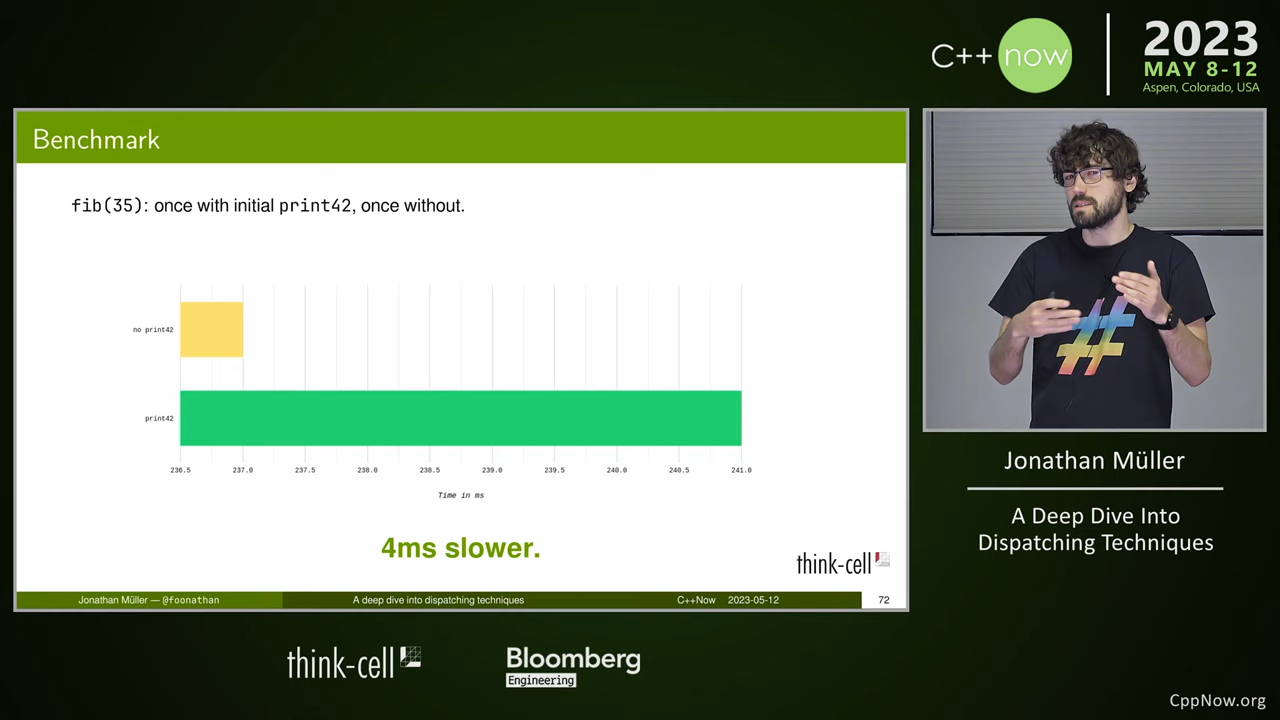 C++ now
2023
MAY 8-12
Aspen, Colorado, USA
Benchmark
fib(35): once with initial print42, once without.
no print42
print42
236.5 237.0 237.5 238.0 238.5 239.0 239.5 240.0 240.5 241.0
Time in ms
4ms slower.
think-cell
Jonathan Müller — @foonathan A deep dive into dispatching techniques C++Now 2023-05-12 72
#
Jonathan Müller
A Deep Dive Into
Dispatching Techniques
think-cell
Bloomberg
Engineering
CppNow.org